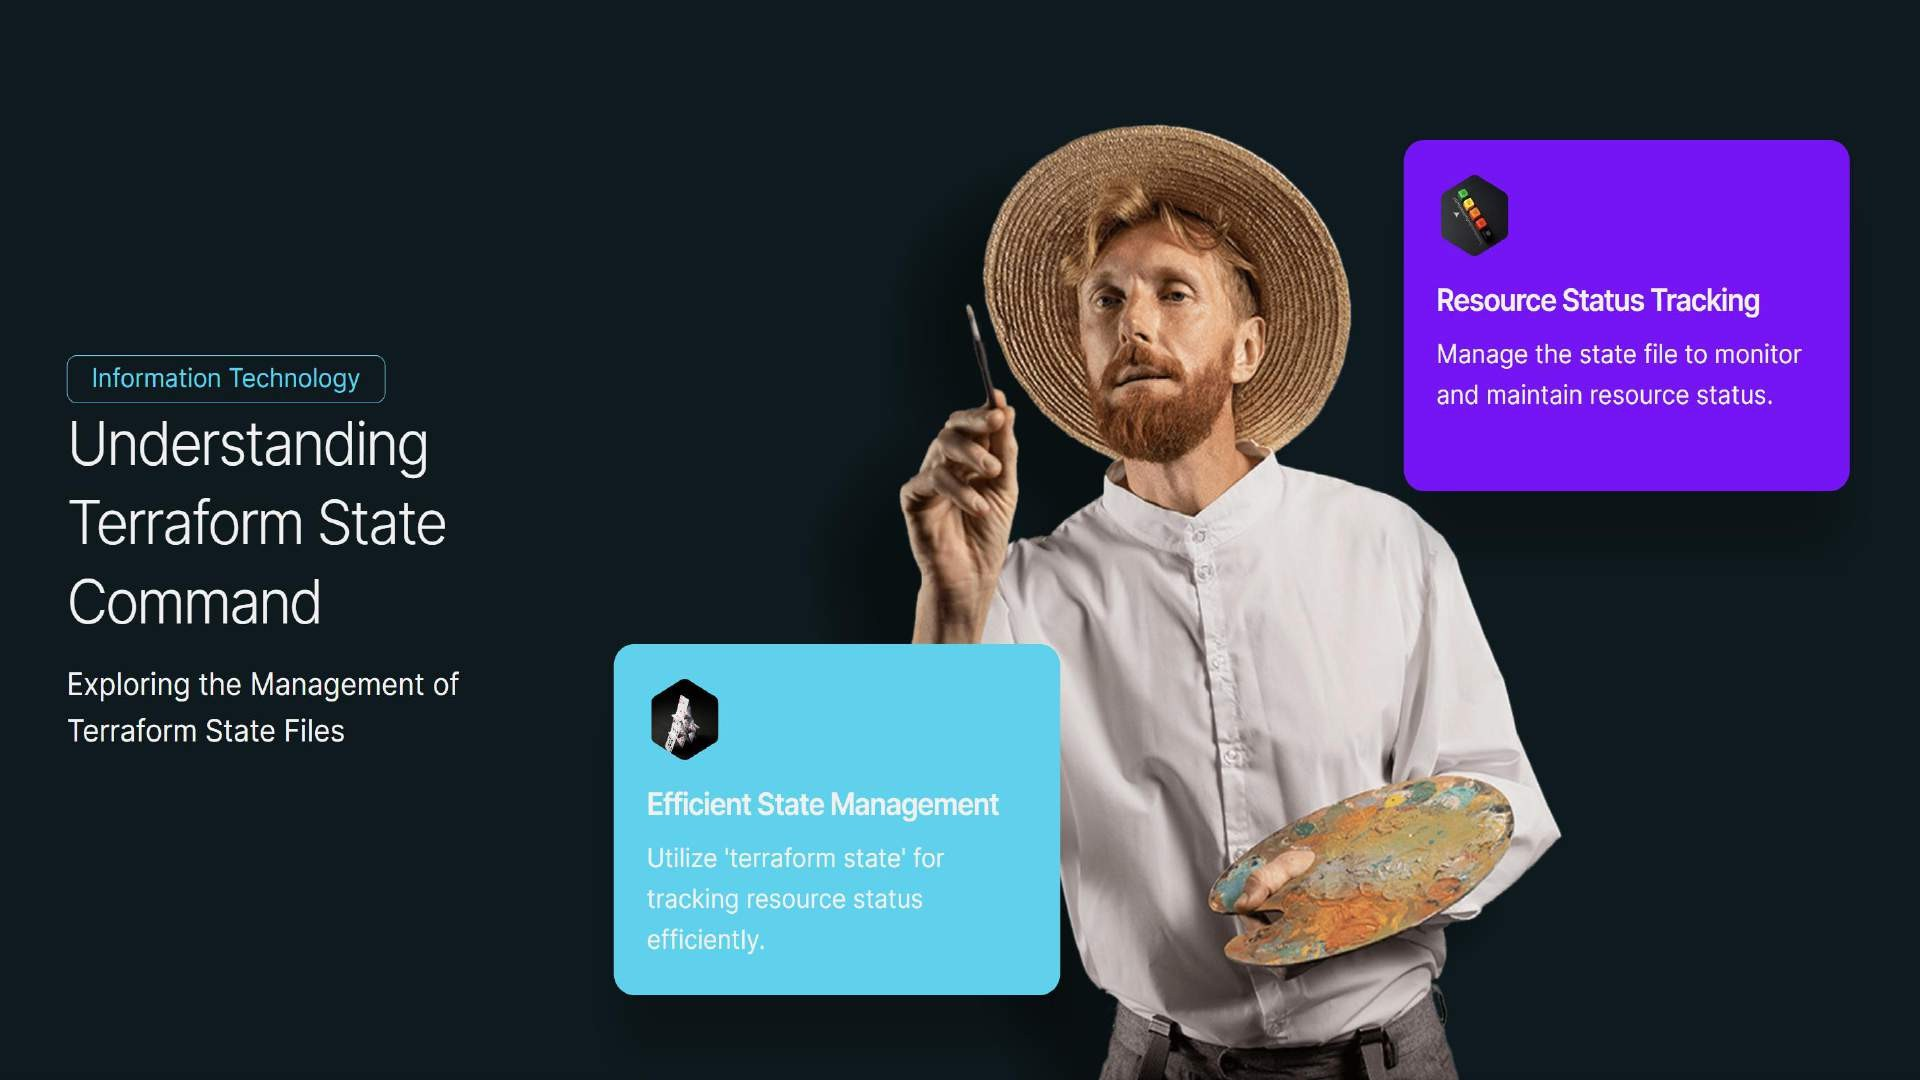 Information Technology
Understanding
Terraform State
Command
Exploring the Management of
Terraform State Files
Resource Status Tracking
Manage the state file to monitor
and maintain resource status.
Efficient State Management
Utilize 'terraform state' for
tracking resource status
efficiently.